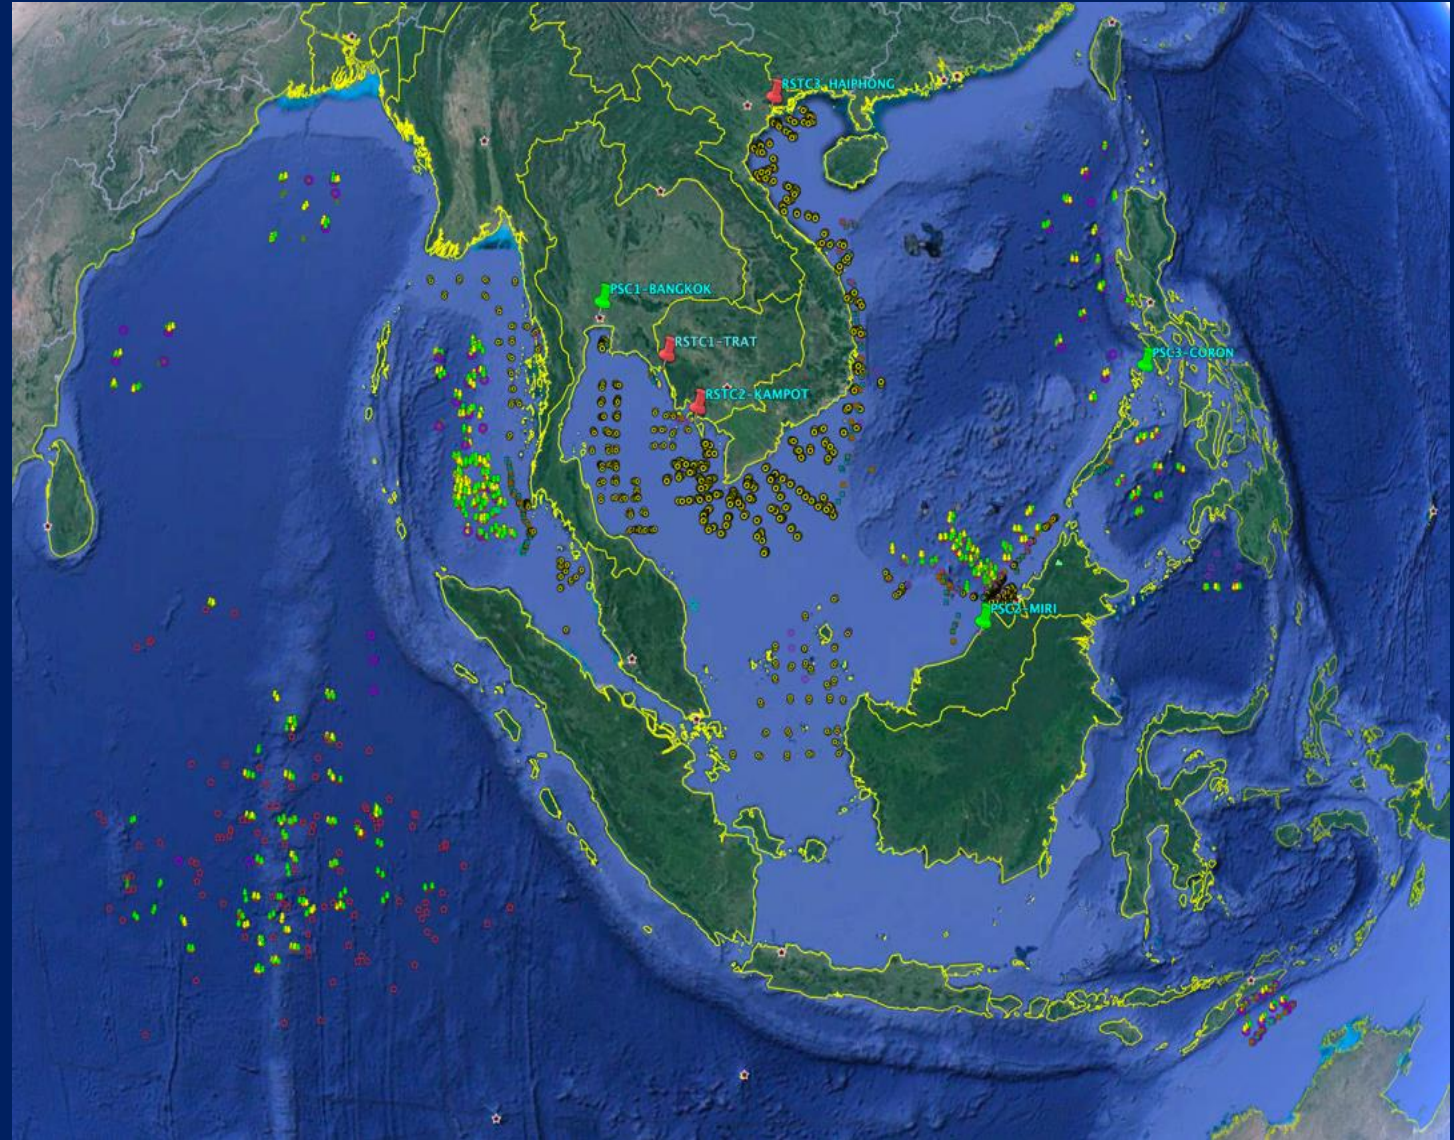 RSTC3-HAIPHONG
PSC1-BANGKOK
RSTC1-TRAT
PSC3-CORON
RSTC2-KAMPOT
PSC2-MIRI